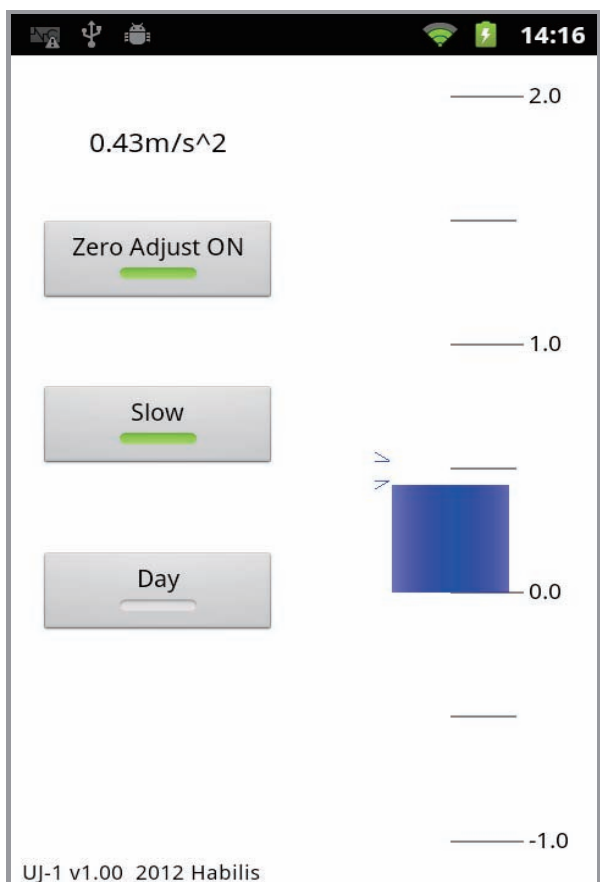 14:16
2.0
0.43m/s^2
Zero Adjust ON
1.0
Slow
Day
0.0
-1.0
UJ-1 v1.00 2012 Habilis